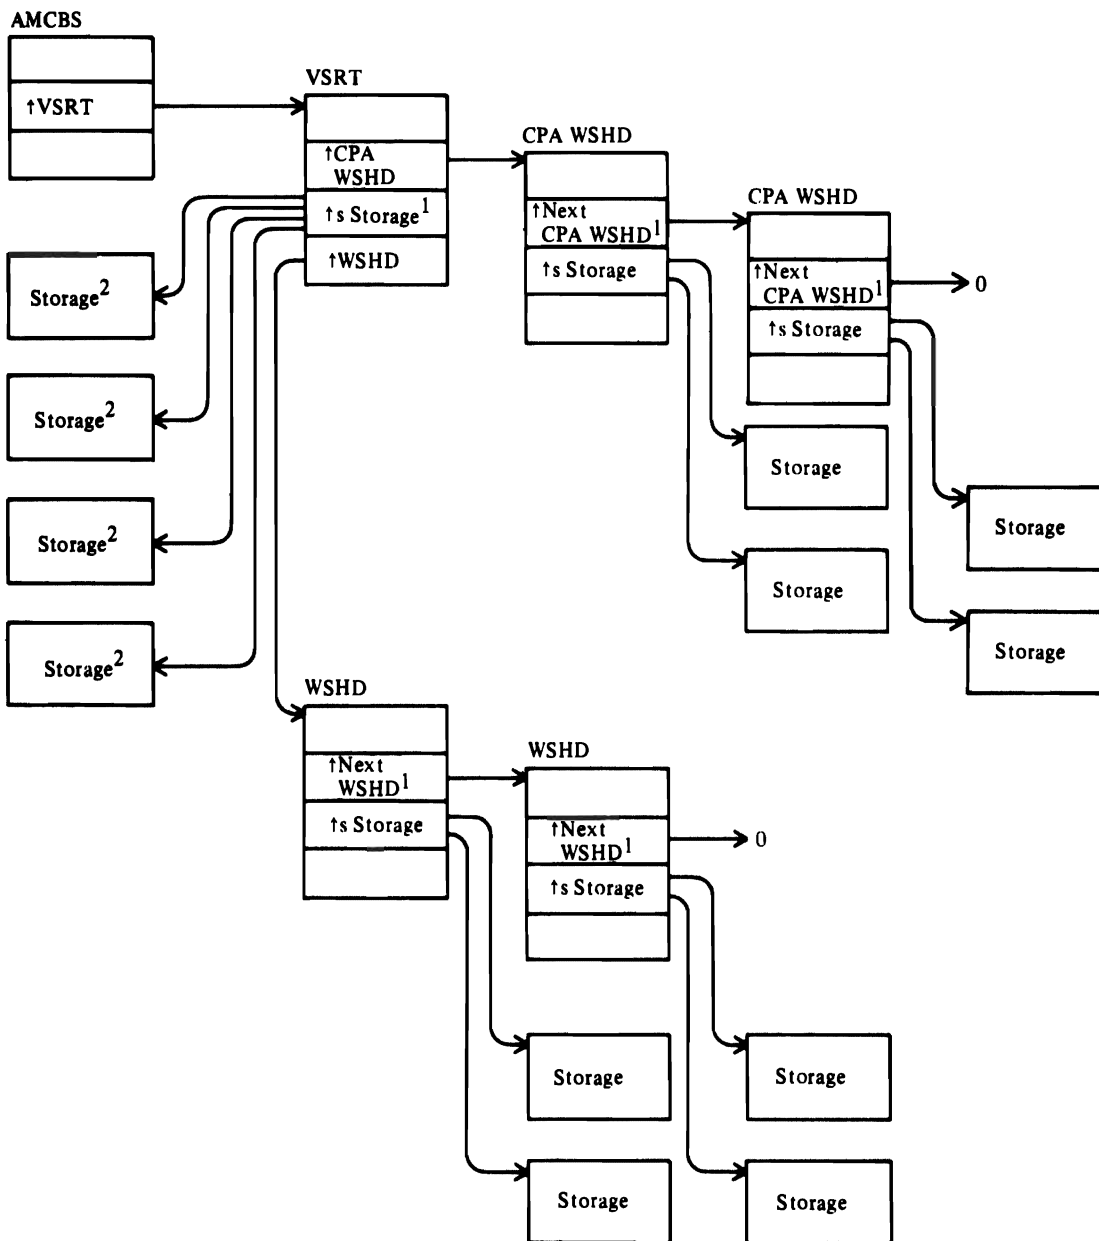 AMCBS
↑VSRT
VSRT
↑CPA
WSHD
↑s Storage1
↑WSHD
CPA WSHD
↑Next
CPA WSHD1
↑s Storage
CPA WSHD
↑Next
CPA WSHD1
↑s Storage
0
Storage2
Storage2
Storage2
Storage2
Storage
Storage
Storage
Storage
WSHD
↑Next
WSHD1
↑s Storage
WSHD
↑Next
WSHD1
↑s Storage
0
Storage
Storage
Storage
Storage